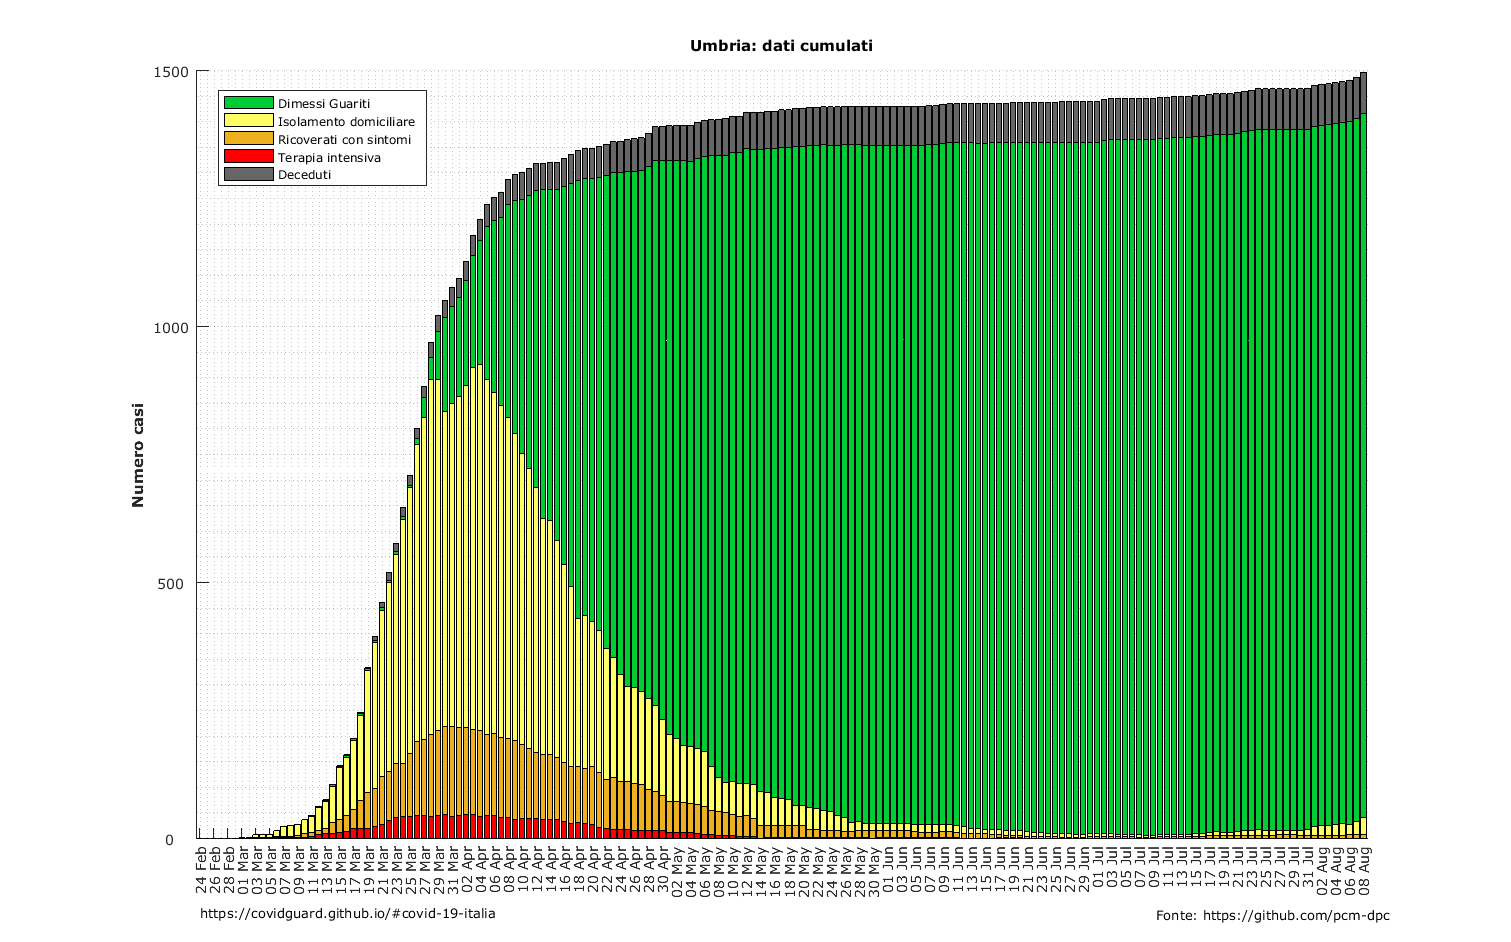 Umbria: dati cumulati
1500
1000
500
0
Numero casi
Dimessi Guariti
Isolamento domiciliare
Ricoverati con sintomi
Terapia intensiva
Deceduti
24 Feb
26 Feb
28 Feb
01 Mar
03 Mar
05 Mar
07 Mar
09 Mar
11 Mar
13 Mar
15 Mar
17 Mar
19 Mar
21 Mar
23 Mar
25 Mar
27 Mar
29 Mar
31 Mar
02 Apr
04 Apr
06 Apr
08 Apr
10 Apr
12 Apr
14 Apr
16 Apr
18 Apr
20 Apr
22 Apr
24 Apr
26 Apr
28 Apr
30 Apr
02 May
04 May
06 May
08 May
10 May
12 May
14 May
16 May
18 May
20 May
22 May
24 May
26 May
28 May
30 May
01 Jun
03 Jun
05 Jun
07 Jun
09 Jun
11 Jun
13 Jun
15 Jun
17 Jun
19 Jun
21 Jun
23 Jun
25 Jun
27 Jun
29 Jun
01 Jul
03 Jul
05 Jul
07 Jul
09 Jul
11 Jul
13 Jul
15 Jul
17 Jul
19 Jul
21 Jul
23 Jul
25 Jul
27 Jul
29 Jul
31 Jul
02 Aug
04 Aug
06 Aug
08 Aug
https://covidguard.github.io/#covid-19-italia
Fonte: https://github.com/pcm-dpc